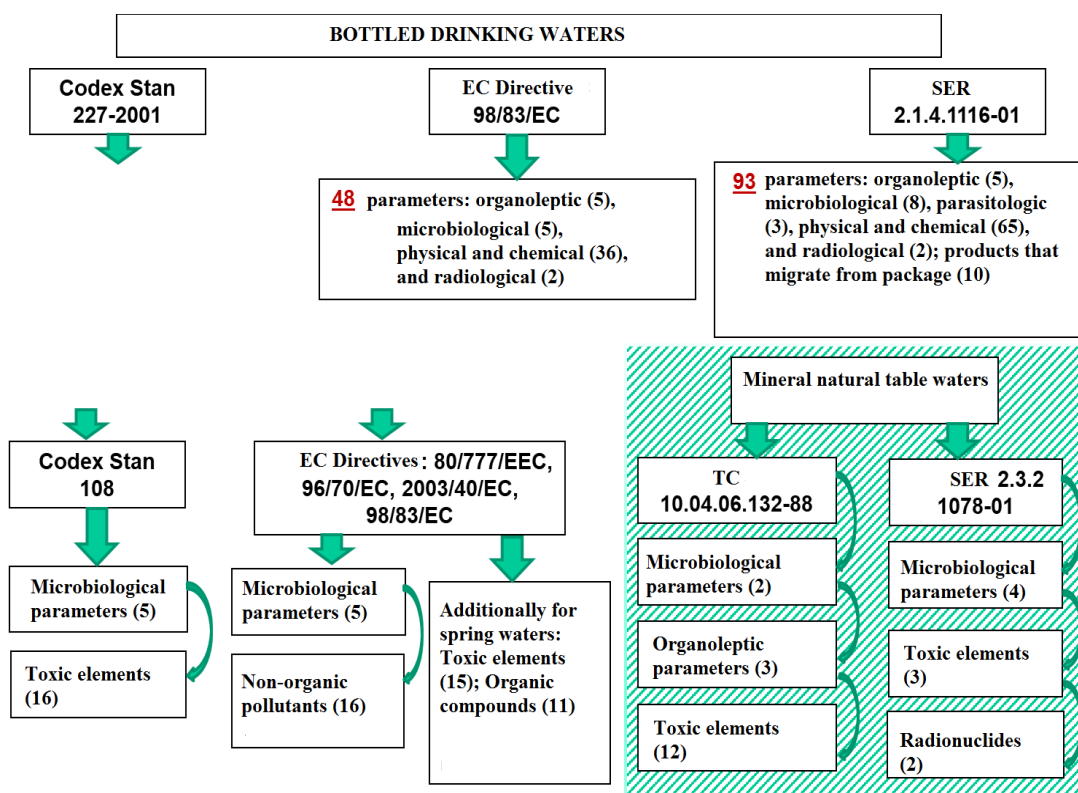 BOTTLED DRINKING WATERS
Codex Stan
227-2001
EC Directive
98/83/EC
SER
2.1.4.1116-01
48 parameters: organoleptic (5),
microbiological (5),
physical and chemical (36),
and radiological (2)
93 parameters: organoleptic (5),
microbiological (8), parasitologic
(3), physical and chemical (65),
and radiological (2); products that
migrate from package (10)
Mineral natural table waters
Codex Stan
108
EC Directives: 80/777/EEC,
96/70/EC, 2003/40/EC,
98/83/EC
TC
10.04.06.132-88
SER 2.3.2
1078-01
Microbiological
parameters (5)
Toxic elements
(16)
Microbiological
parameters (5)
Non-organic
pollutants (16)
Additionally for
spring waters:
Toxic elements
(15); Organic
compounds (11)
Microbiological
parameters (2)
Organoleptic
parameters (3)
Toxic elements
(12)
Microbiological
parameters (4)
Toxic elements
(3)
Radionuclides
(2)